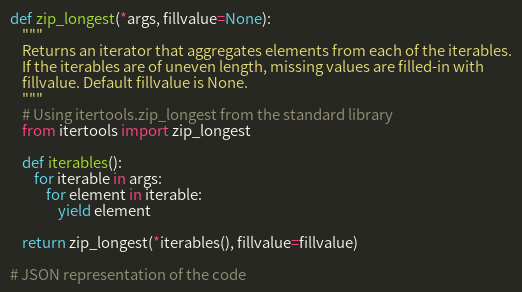 def zip_longest(*args, fillvalue=None):
    """
    Returns an iterator that aggregates elements from each of the iterables.
    If the iterables are of uneven length, missing values are filled-in with
    fillvalue. Default fillvalue is None.
    """
    # Using itertools.zip_longest from the standard library
    from itertools import zip_longest

    def iterables():
        for iterable in args:
            for element in iterable:
                yield element

    return zip_longest(*iterables(), fillvalue=fillvalue)

# JSON representation of the code